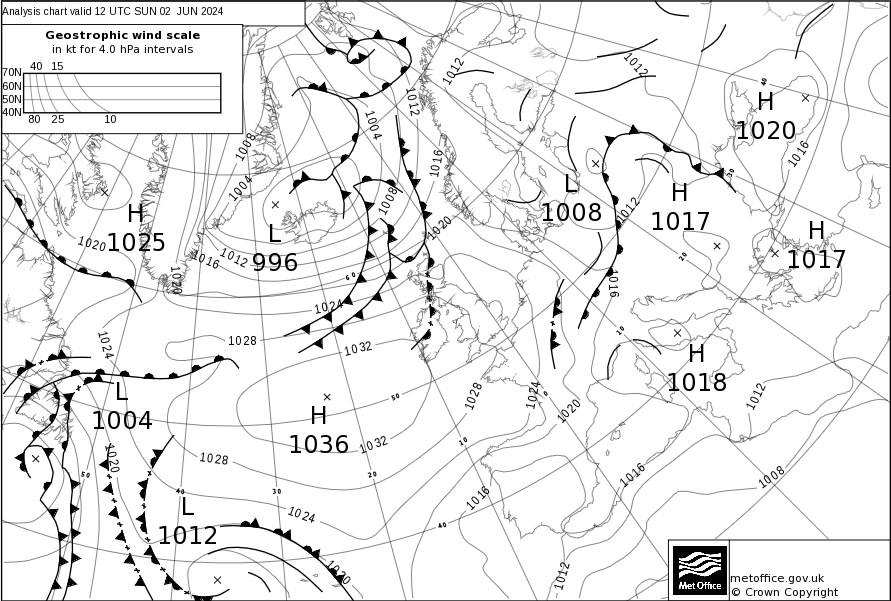 Analysis chart valid 12 UTC SUN 02 JUN 2024
Geostrophic wind scale
in kt for 4.0 hPa intervals
40 15
70N
60N
50N
40N
80 25 10
1012
1012
1012
40
H
1020
1004
1008
1016
1016
30
1004
L
1008
1012
H
1017
H
1025
1008
1020
H
1017
L
996
1020
1016
1012
20
60
1020
1016
1024
10
1028
1032
1024
H
1018
L
1004
50
H
1036
1028
1024
0
1020
1012
1032
10
1020
1028
50
20
1016
1016
1008
40
30
L
1012
1024
40
1020
1012
Met Office
metoffice.gov.uk
© Crown Copyright